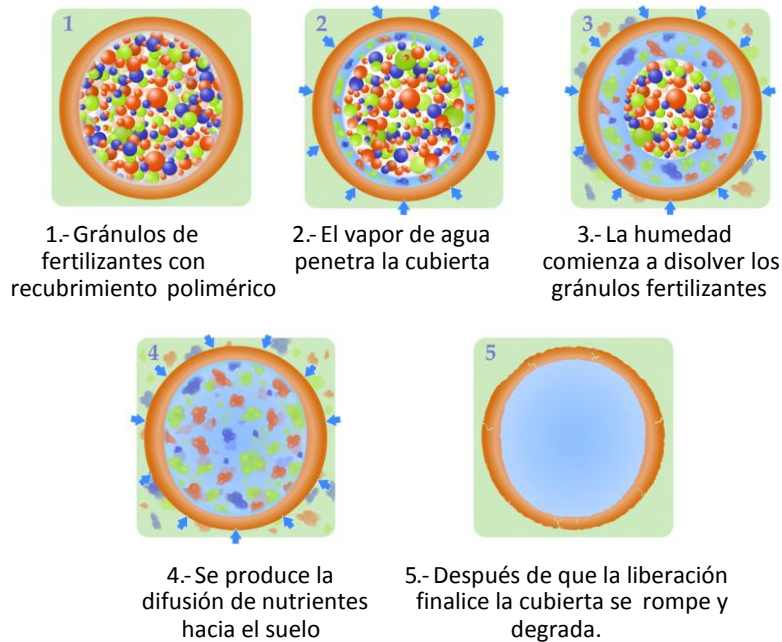 1
2
3
1.- Gránulos de
fertilizantes con
recubrimiento polimérico
2.- El vapor de agua
penetra la cubierta
3.- La humedad
comienza a disolver los
gránulos fertilizantes
4
5
4.- Se produce la
difusión de nutrientes
hacia el suelo
5.- Después de que la liberación
finalice la cubierta se rompe y
degrada.